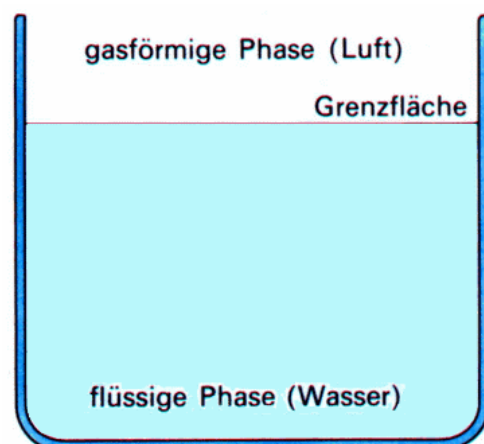 gasförmige Phase (Luft)
Grenzfläche
flüssige Phase (Wasser)